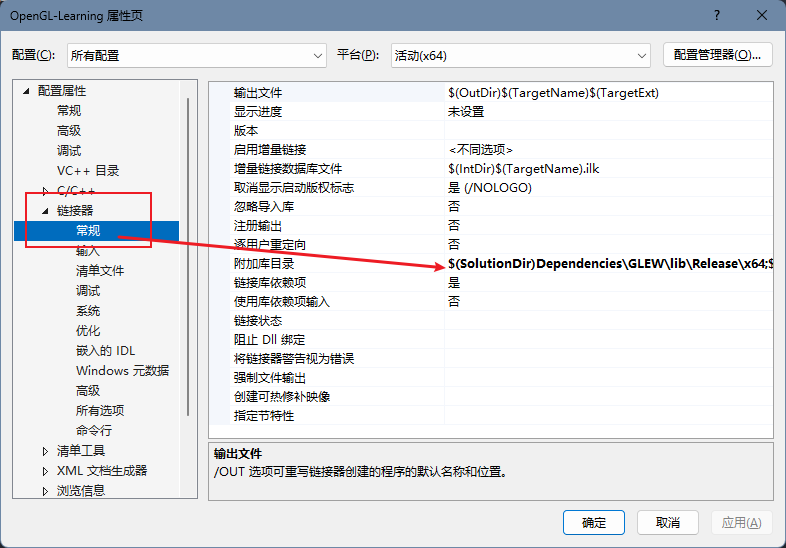 OpenGL-Learning 属性页
配置(C): 所有配置 平台(P): 活动(x64) 配置管理器(O)...
配置属性
常规
高级
调试
VC++ 目录
C/C++
链接器
常规
输入
清单文件
调试
系统
优化
嵌入的 IDL
Windows 元数据
高级
所有选项
命令行
清单工具
XML 文档生成器
浏览信息
输出文件 $(OutDir)$(TargetName)$(TargetExt)
显示进度 未设置
版本
启用增量链接 <不同选项>
增量链接数据库文件 $(IntDir)$(TargetName).ilk
取消显示启动版权标志 是 (/NOLOGO)
忽略导入库 否
注册输出 否
逐用户重定向 否
附加库目录 $(SolutionDir)Dependencies\GLEW\lib\Release\x64;$
链接库依赖项 是
使用库依赖项输入 否
链接状态
阻止 Dll 绑定
将链接器警告视为错误
强制文件输出
创建可热修补映像
指定节特性
输出文件
/OUT 选项可重写链接器创建的程序的默认名称和位置。
确定 取消 应用(A)